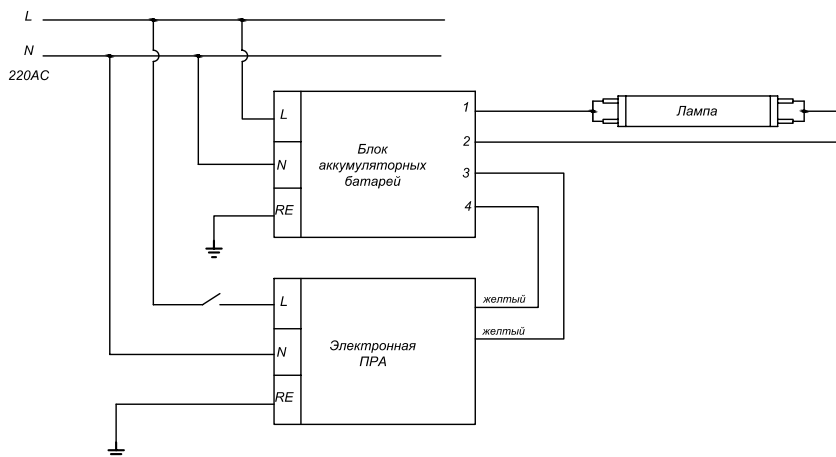 L
N
220AC
L
N
RE
Блок
аккумуляторных
батарей
1
2
3
4
Лампа
L
N
RE
Электронная
ПРА
желтый
желтый